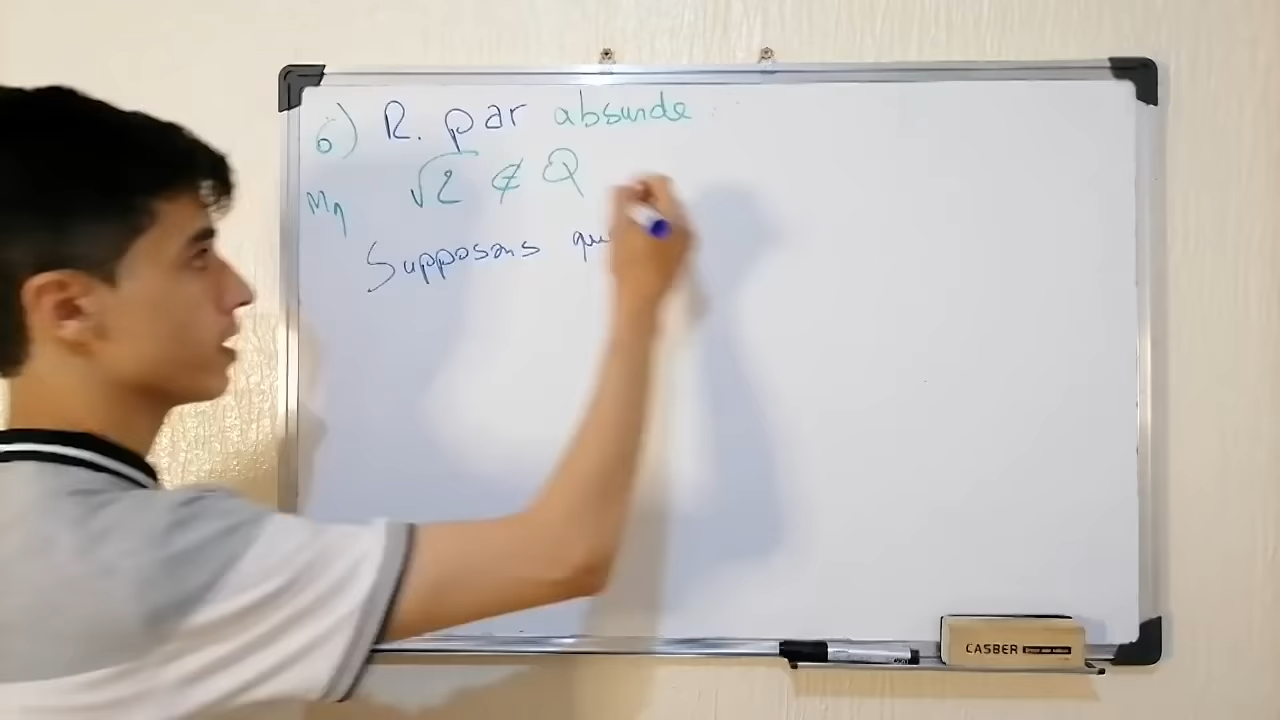 6) R. par absurde
Mq √2 ∉ Q
Supposons qu
CASBER